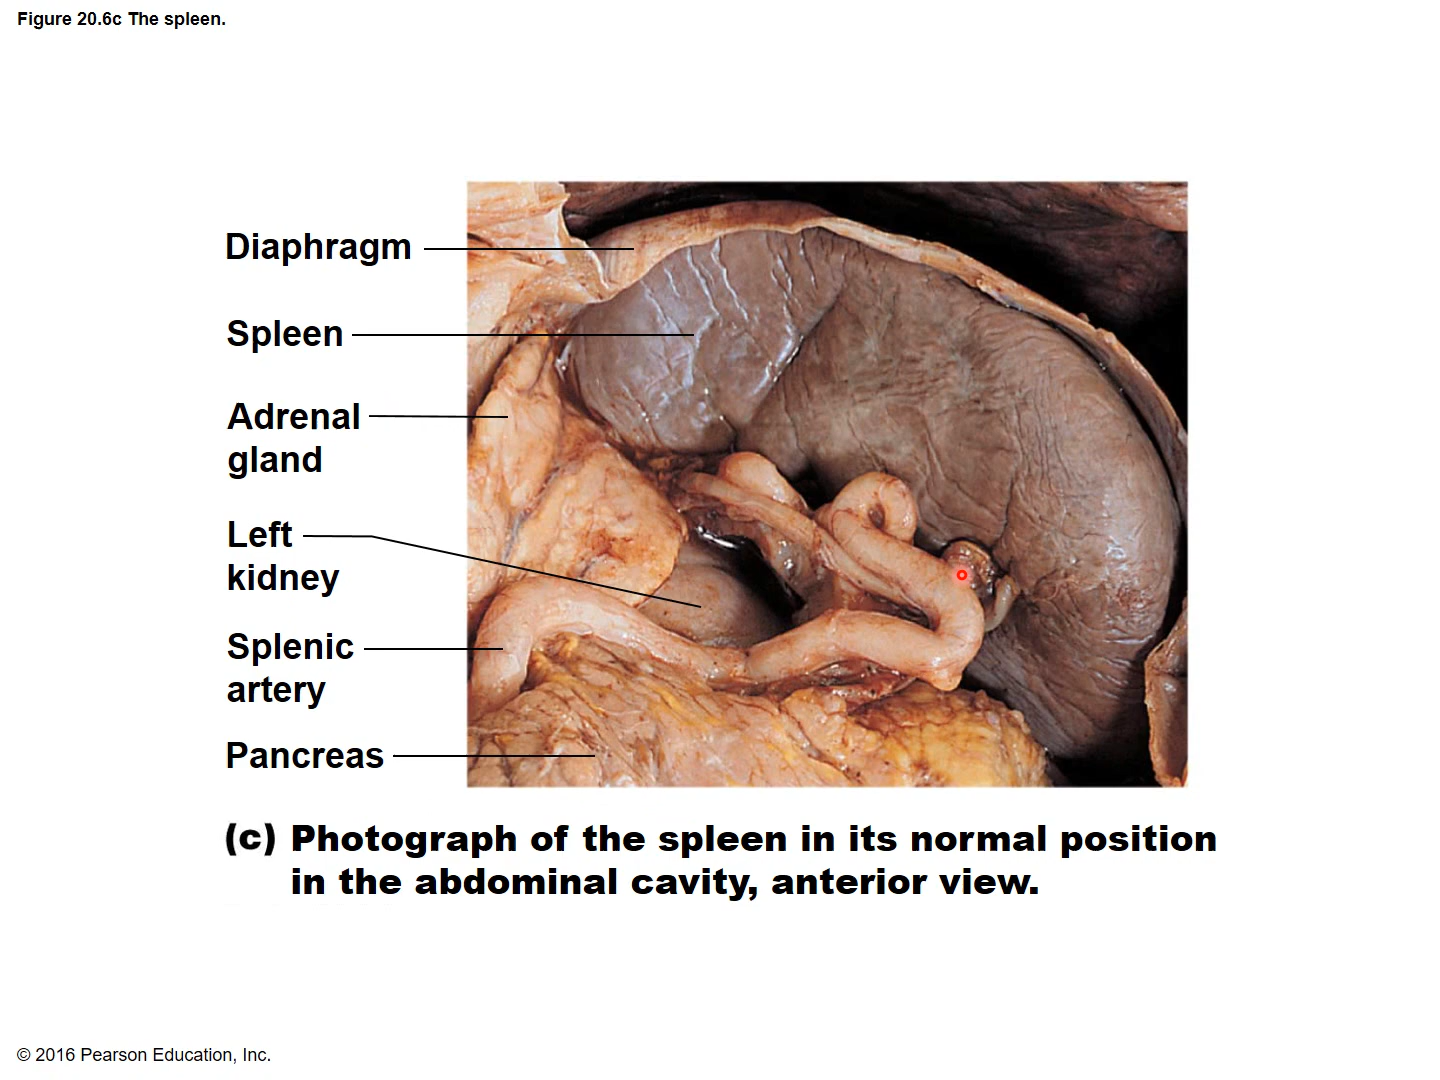 Figure 20.6c The spleen.
Diaphragm
Spleen
Adrenal
gland
Left
kidney
Splenic
artery
Pancreas
(c) Photograph of the spleen in its normal position
in the abdominal cavity, anterior view.
© 2016 Pearson Education, Inc.